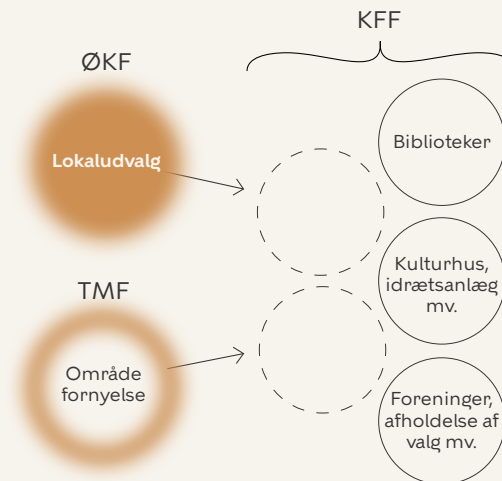 KFF
ØKF
Lokaludvalg
Biblioteker
Kulturhus,
idrætsanlæg
mv.
TMF
Område
fornyelse
Foreninger,
afholdelse af
valg mv.